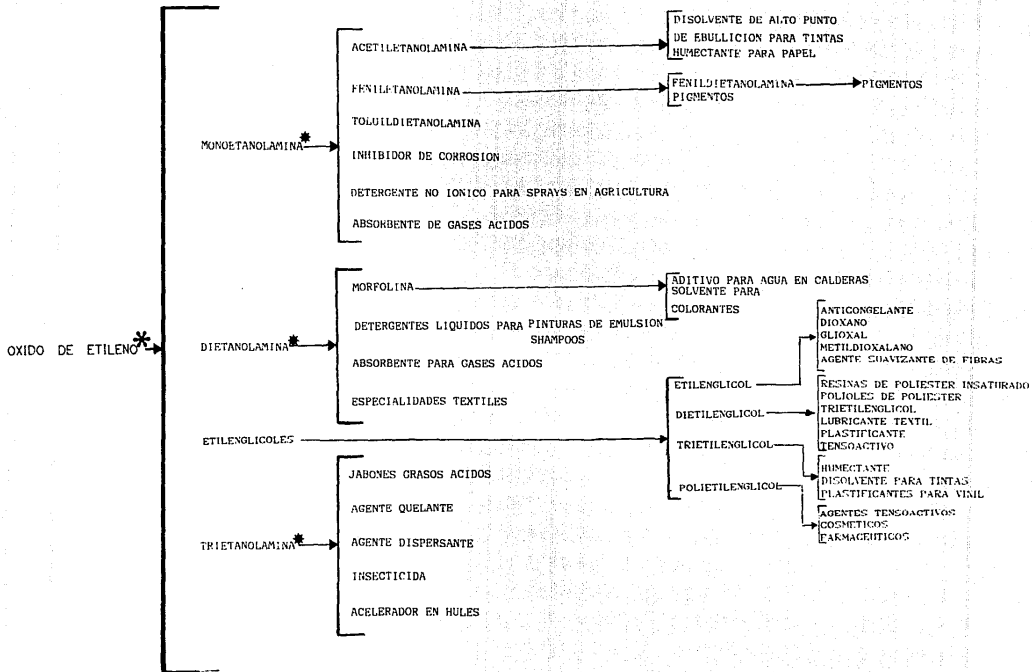 OXIDO DE ETILENO*
MONOETANOLAMINA*
ACETILETANOLAMINA
DISOLVENTE DE ALTO PUNTO
DE EBULLICION PARA TINTAS
HUMECTANTE PARA PAPEL
FENILETANOLAMINA
FENILDIETANOLAMINA
PIGMENTOS
PIGMENTOS
TOLUILDIETANOLAMINA
INHIBIDOR DE CORROSION
DETERGENTE NO IONICO PARA SPRAYS EN AGRICULTURA
ABSORBENTE DE GASES ACIDOS
DIETANOLAMINA*
MORFOLINA
ADITIVO PARA AGUA EN CALDERAS
SOLVENTE PARA
COLORANTES
DETERGENTES LIQUIDOS PARA PINTURAS DE EMULSION
SHAMPOOS
ABSORBENTE PARA GASES ACIDOS
ESPECIALIDADES TEXTILES
ETILENGLICOLES
ETILENGLICOL
ANTICONGELANTE
DIOXANO
GLIOXAL
METILDIOXALANO
AGENTE SUAVIZANTE DE FIBRAS
DIETILENGLICOL
RESINAS DE POLIESTER INSATURADO
POLIOLES DE POLIESTER
TRIETILENGLICOL
LUBRICANTE TEXTIL
PLASTIFICANTE
TENSOACTIVO
TRIETILENGLICOL
HUMECTANTE
DISOLVENTE PARA TINTAS
PLASTIFICANTES PARA VINIL
POLIETILENGLICOL
AGENTES TENSOACTIVOS
COSMETICOS
FARMACEUTICOS
TRIETANOLAMINA*
JABONES GRASOS ACIDOS
AGENTE QUELANTE
AGENTE DISPERSANTE
INSECTICIDA
ACELERADOR EN HULES